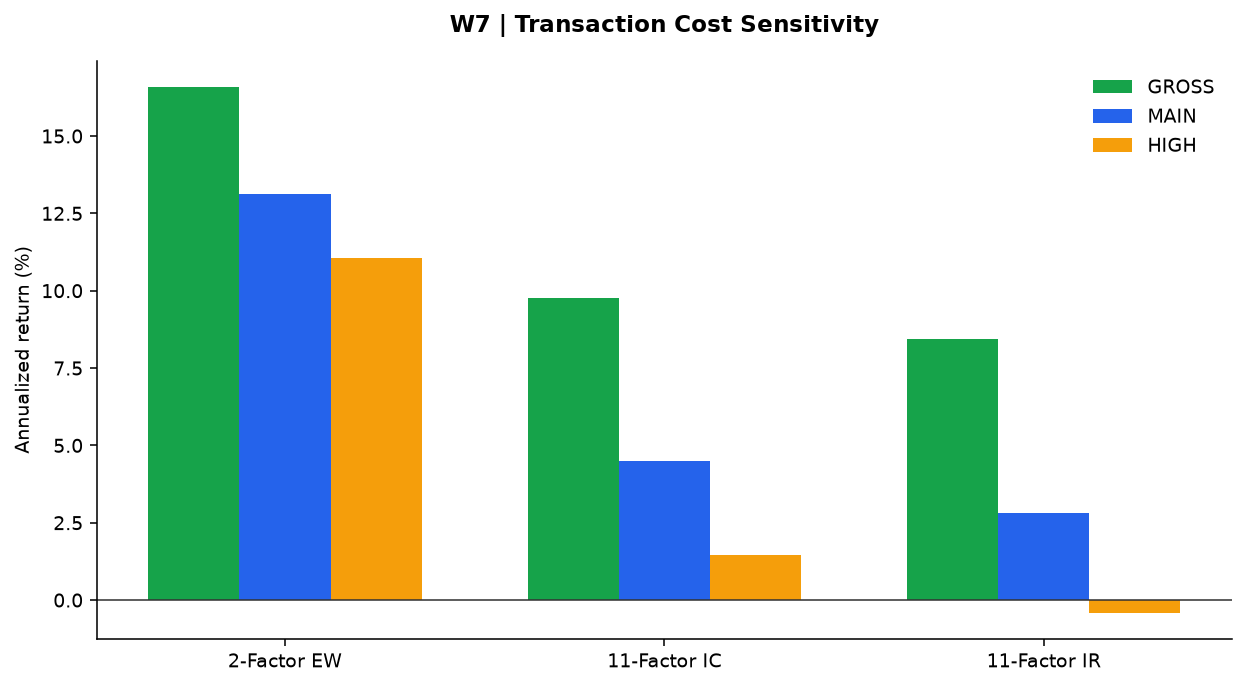 W7 | Transaction Cost Sensitivity
GROSS
MAIN
HIGH
Annualized return (%)
15.0
12.5
10.0
7.5
5.0
2.5
0.0
2-Factor EW
11-Factor IC
11-Factor IR